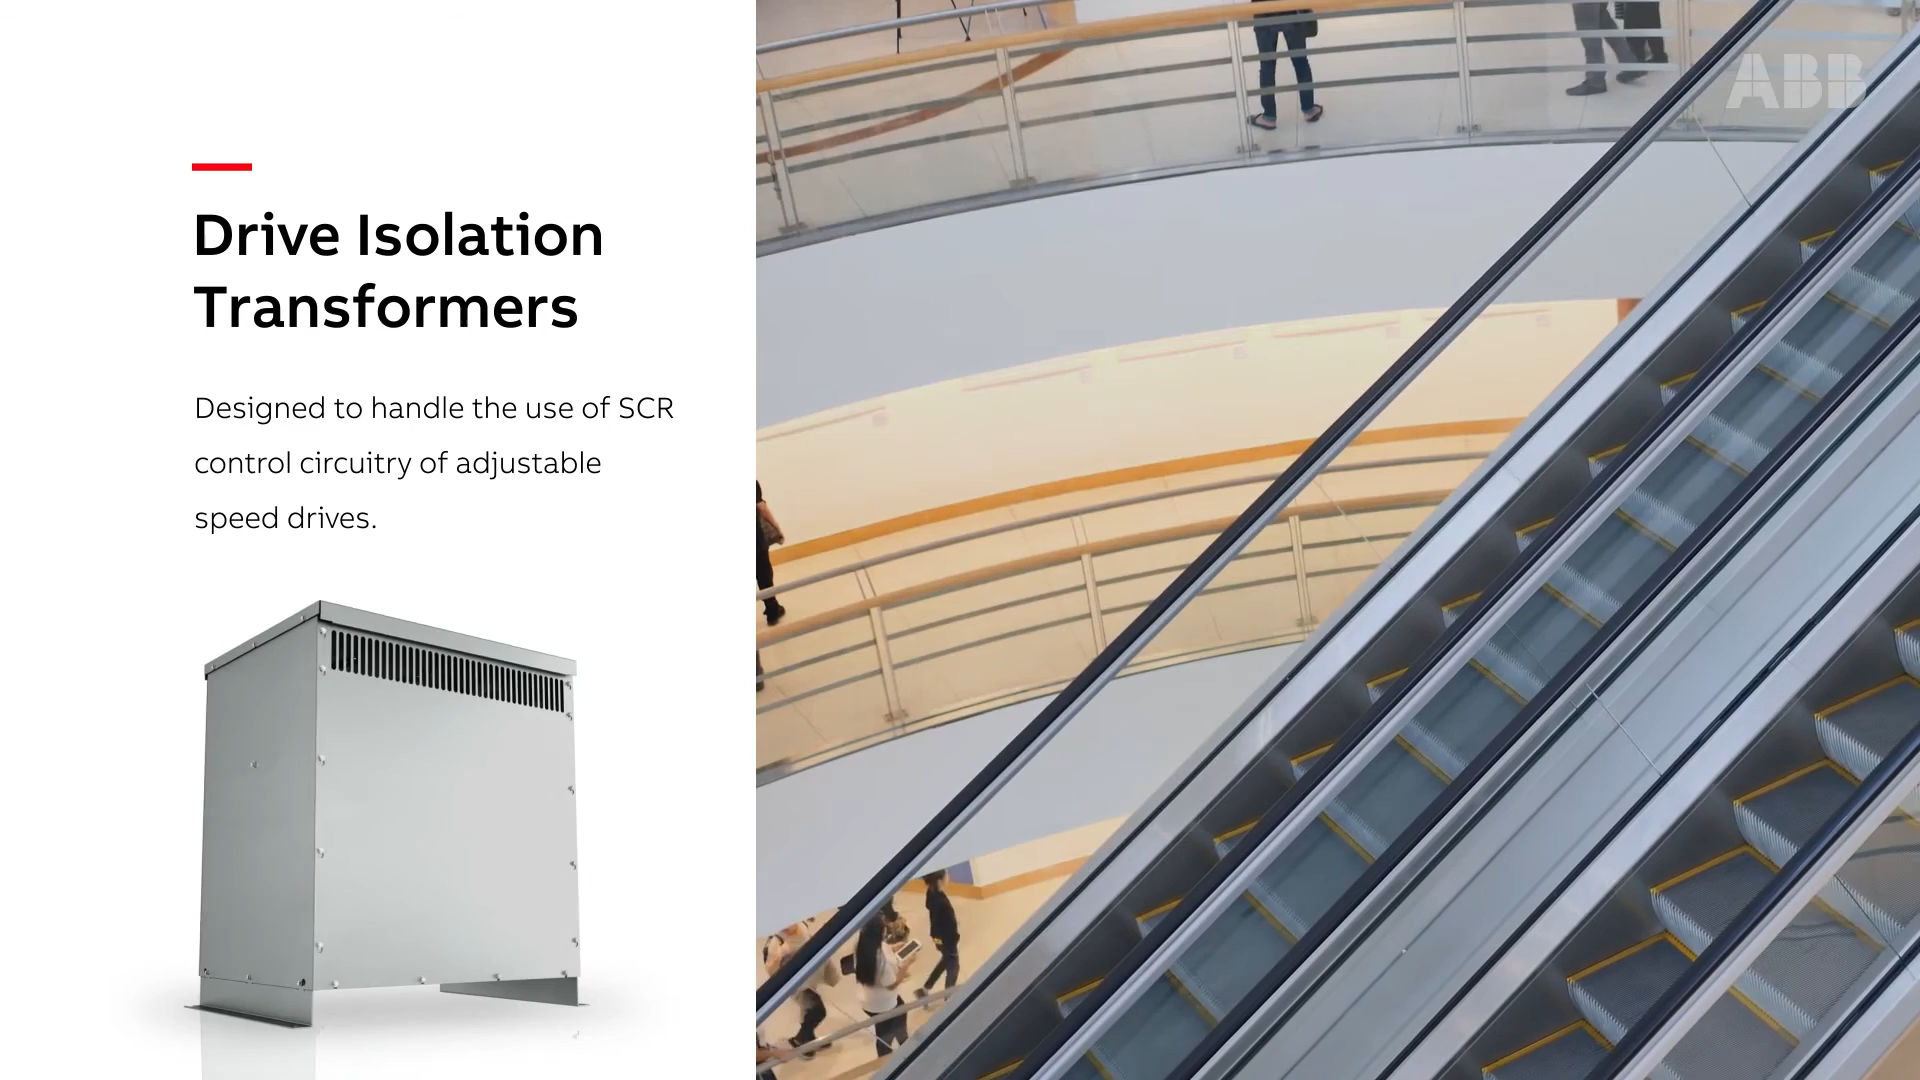 Drive Isolation
Transformers
Designed to handle the use of SCR
control circuitry of adjustable
speed drives.
ABB